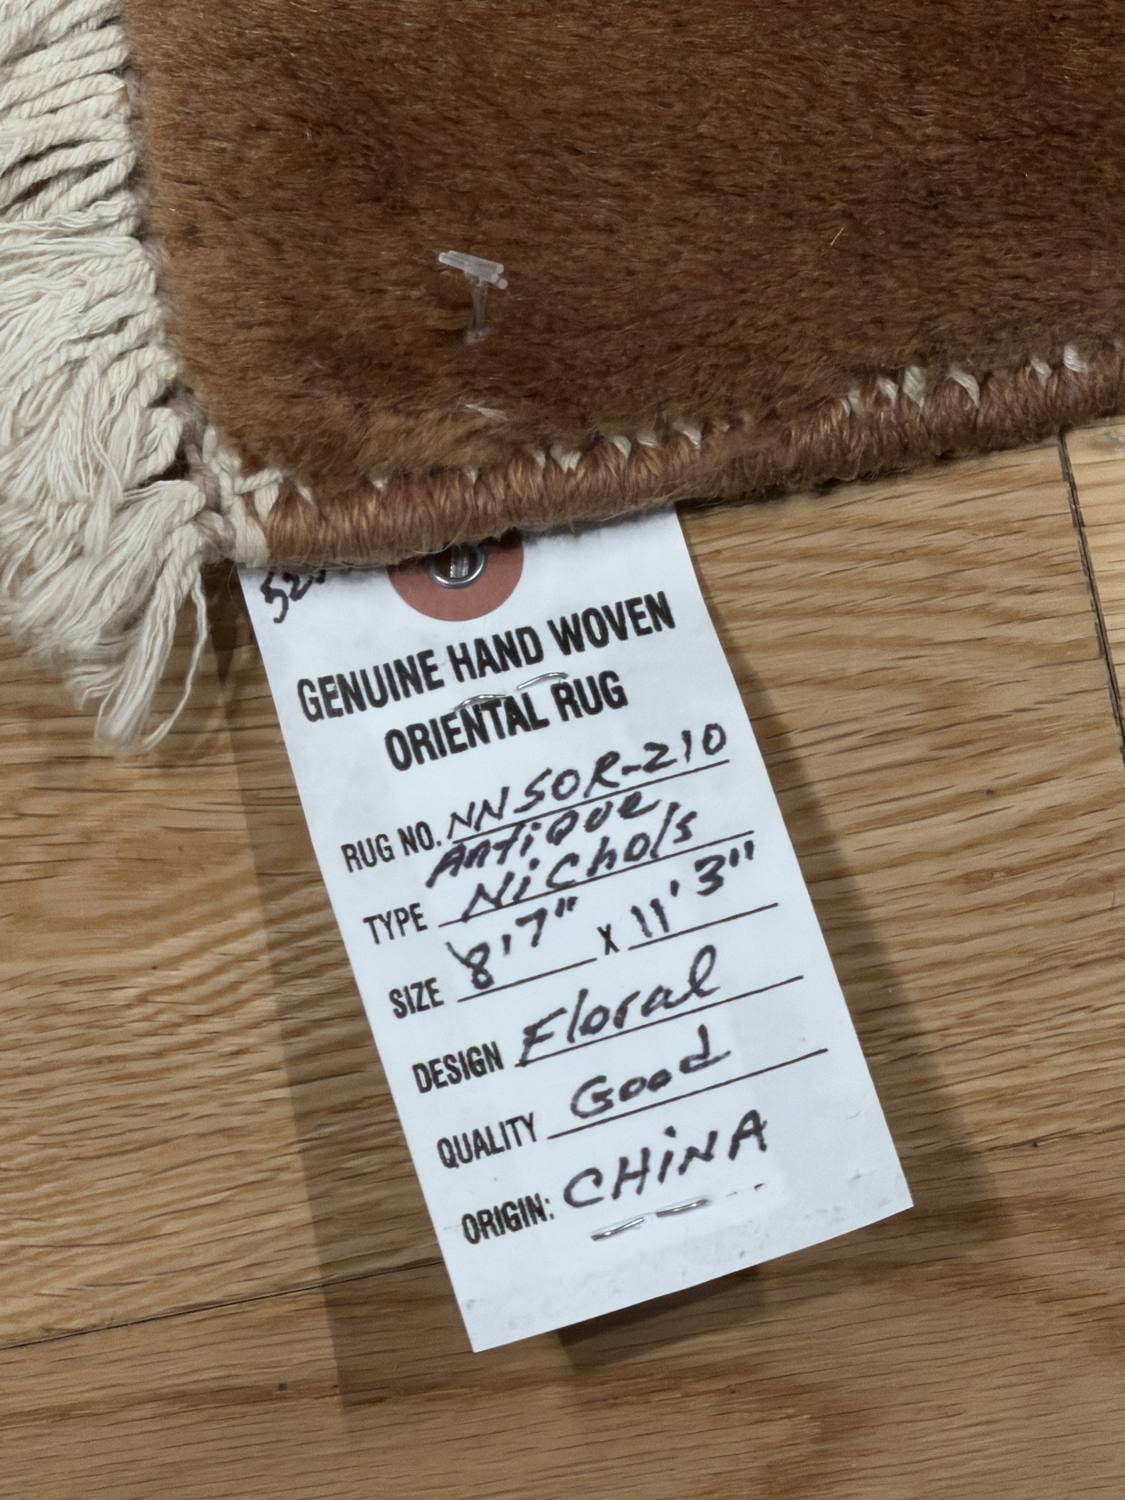 GENUINE HAND WOVEN
ORIENTAL RUG
RUG NO. NNSOR-210
Antique
TYPE Nichols
SIZE 8'7" X 11'3"
DESIGN Floral
QUALITY Good
ORIGIN: CHINA